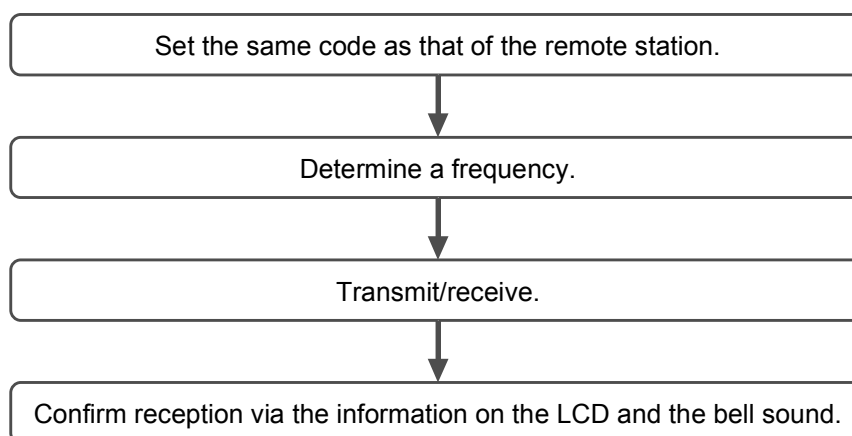 Set the same code as that of the remote station.
Determine a frequency.
Transmit/receive.
Confirm reception via the information on the LCD and the bell sound.